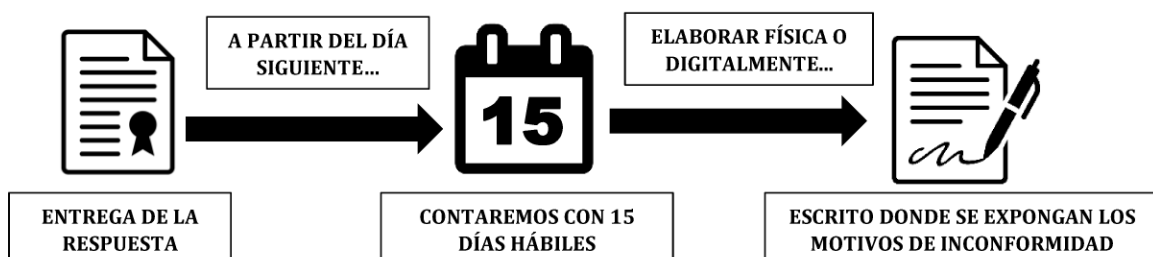 A PARTIR DEL DÍA
SIGUIENTE...
ELABORAR FÍSICA O
DIGITALMENTE...
15
ENTREGA DE LA
RESPUESTA
CONTAREMOS CON 15
DÍAS HÁBILES
ESCRITO DONDE SE EXPONGAN LOS
MOTIVOS DE INCONFORMIDAD